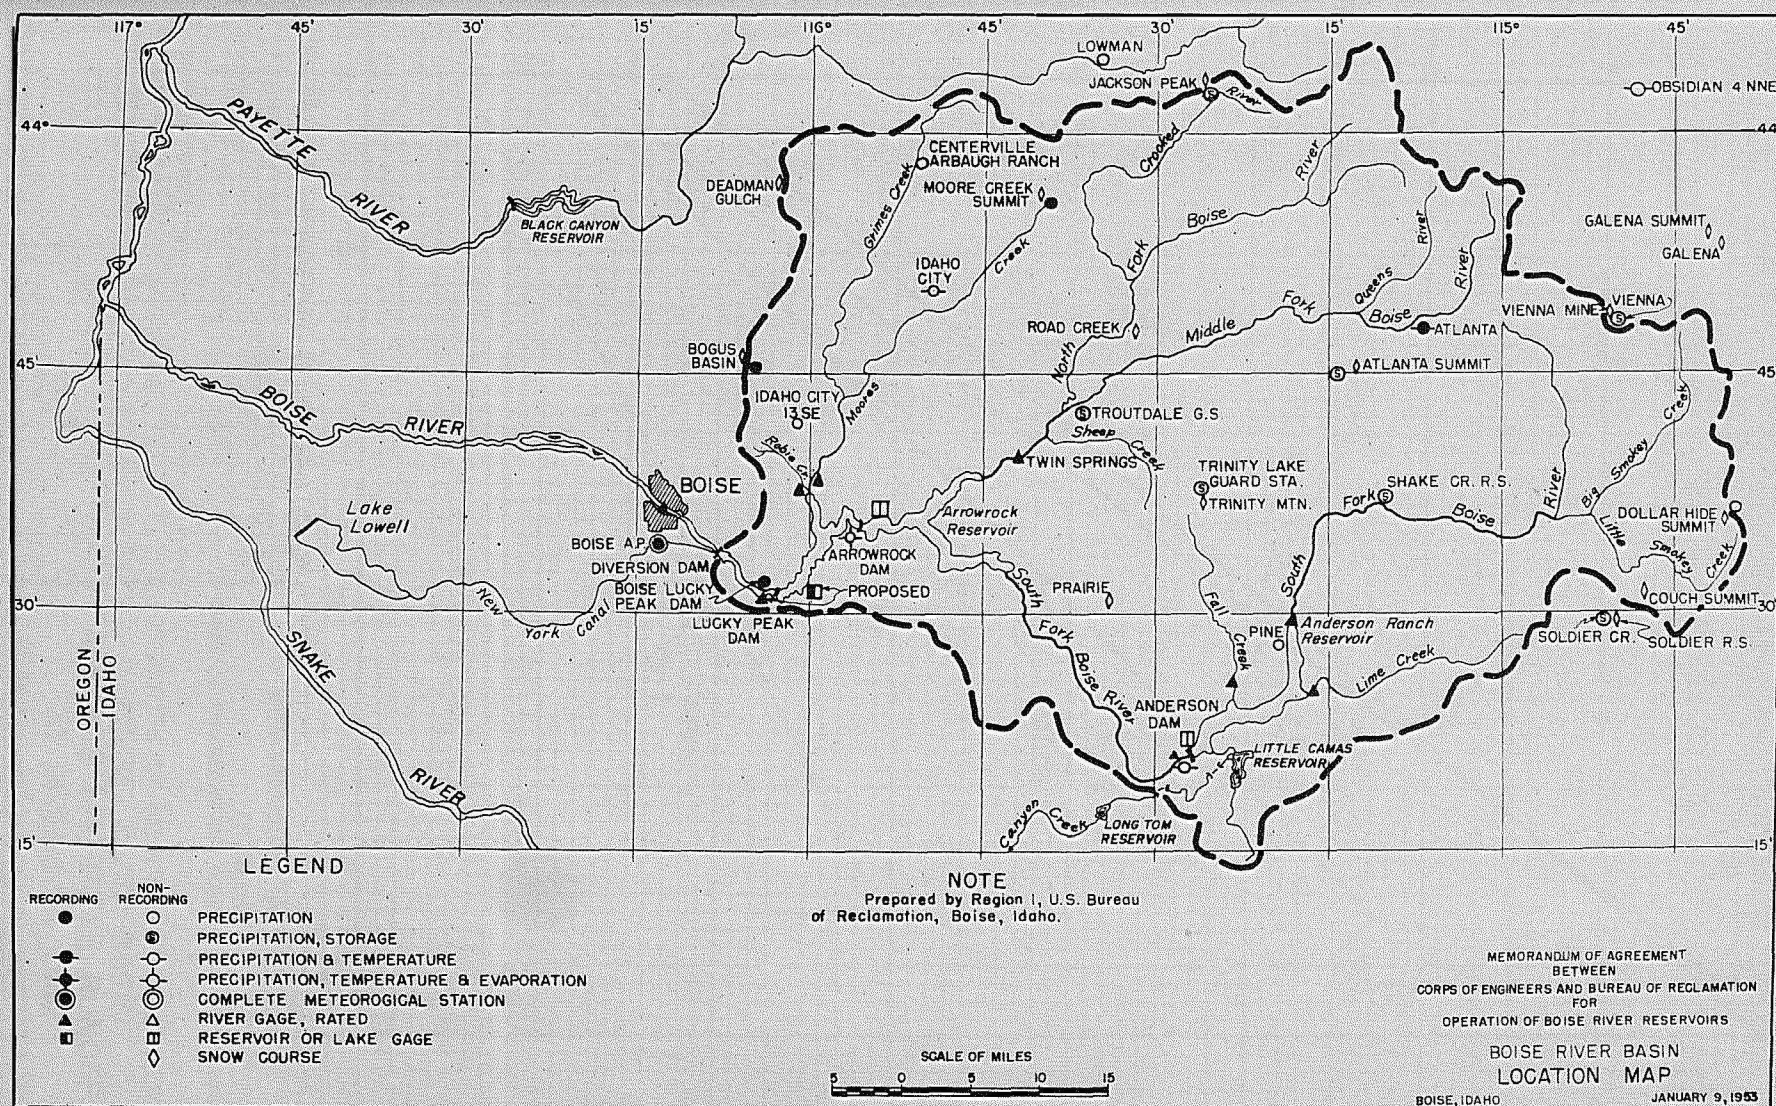 117°
30'
15'
116°
45'
30'
15'
115°
45'
LOWMAN
JACKSON PEAK
OBSIDIAN 4 NNE
44°
44
PAYETTE
RIVER
BLACK CANYON
RESERVOIR
DEADMAN
GULCH
CENTERVILLE
ARBAUGH RANCH
Grimes Creek
MOORE CREEK
SUMMIT
Crooked
River
Boise
River
Fork
North
GALENA SUMMIT
GALENA
IDAHO
CITY
Creek
Moores
ROAD CREEK
Middle
Fork
Boise
River
Queens
River
ATLANTA
VIENNA MINE
VIENNA
45'
45'
BOGUS
BASIN
ATLANTA SUMMIT
IDAHO CITY
13 SE
TROUTDALE G.S.
Sheep
Creek
BOISE
RIVER
Robie Cr.
TWIN SPRINGS
TRINITY LAKE
GUARD STA.
TRINITY MTN.
SHAKE CR. R.S.
Big Smokey
Creek
BOISE
Lake
Lowell
Arrowrock
Reservoir
South
Fork
Boise
River
DOLLAR HIDE
SUMMIT
Little
Smokey
Creek
BOISE A.P.
DIVERSION DAM
ARROWROCK
DAM
BOISE LUCKY
PEAK DAM
PROPOSED
PRAIRIE
COUCH SUMMIT
30'
30'
New
York
Canal
LUCKY PEAK
DAM
South
Fork
Boise River
Fall
Creek
PINE
Anderson Ranch
Reservoir
Lime Creek
SOLDIER CR.
SOLDIER R.S.
OREGON
IDAHO
SNAKE
RIVER
ANDERSON
DAM
LITTLE CAMAS
RESERVOIR
Canyon
Creek
LONG TOM
RESERVOIR
15'
15'
LEGEND
RECORDING
NON-
RECORDING
PRECIPITATION
S PRECIPITATION, STORAGE
PRECIPITATION & TEMPERATURE
PRECIPITATION, TEMPERATURE & EVAPORATION
COMPLETE METEOROGICAL STATION
RIVER GAGE, RATED
RESERVOIR OR LAKE GAGE
SNOW COURSE
NOTE
Prepared by Region 1, U.S. Bureau
of Reclamation, Boise, Idaho.
SCALE OF MILES
5 0 5 10 15
MEMORANDUM OF AGREEMENT
BETWEEN
CORPS OF ENGINEERS AND BUREAU OF RECLAMATION
FOR
OPERATION OF BOISE RIVER RESERVOIRS
BOISE RIVER BASIN
LOCATION MAP
BOISE, IDAHO JANUARY 9, 1953